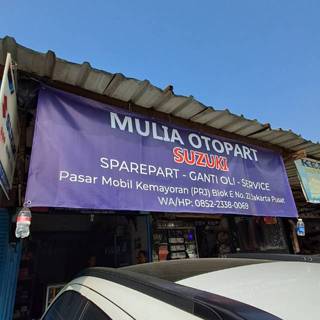 MULIA OTOPART
SUZUKI
SPAREPART - GANTI OLI - SERVICE
Pasar Mobil Kemayoran (PRJ) Blok E No. 2 Jakarta Pusat
WA/HP: 0852-2338-0069